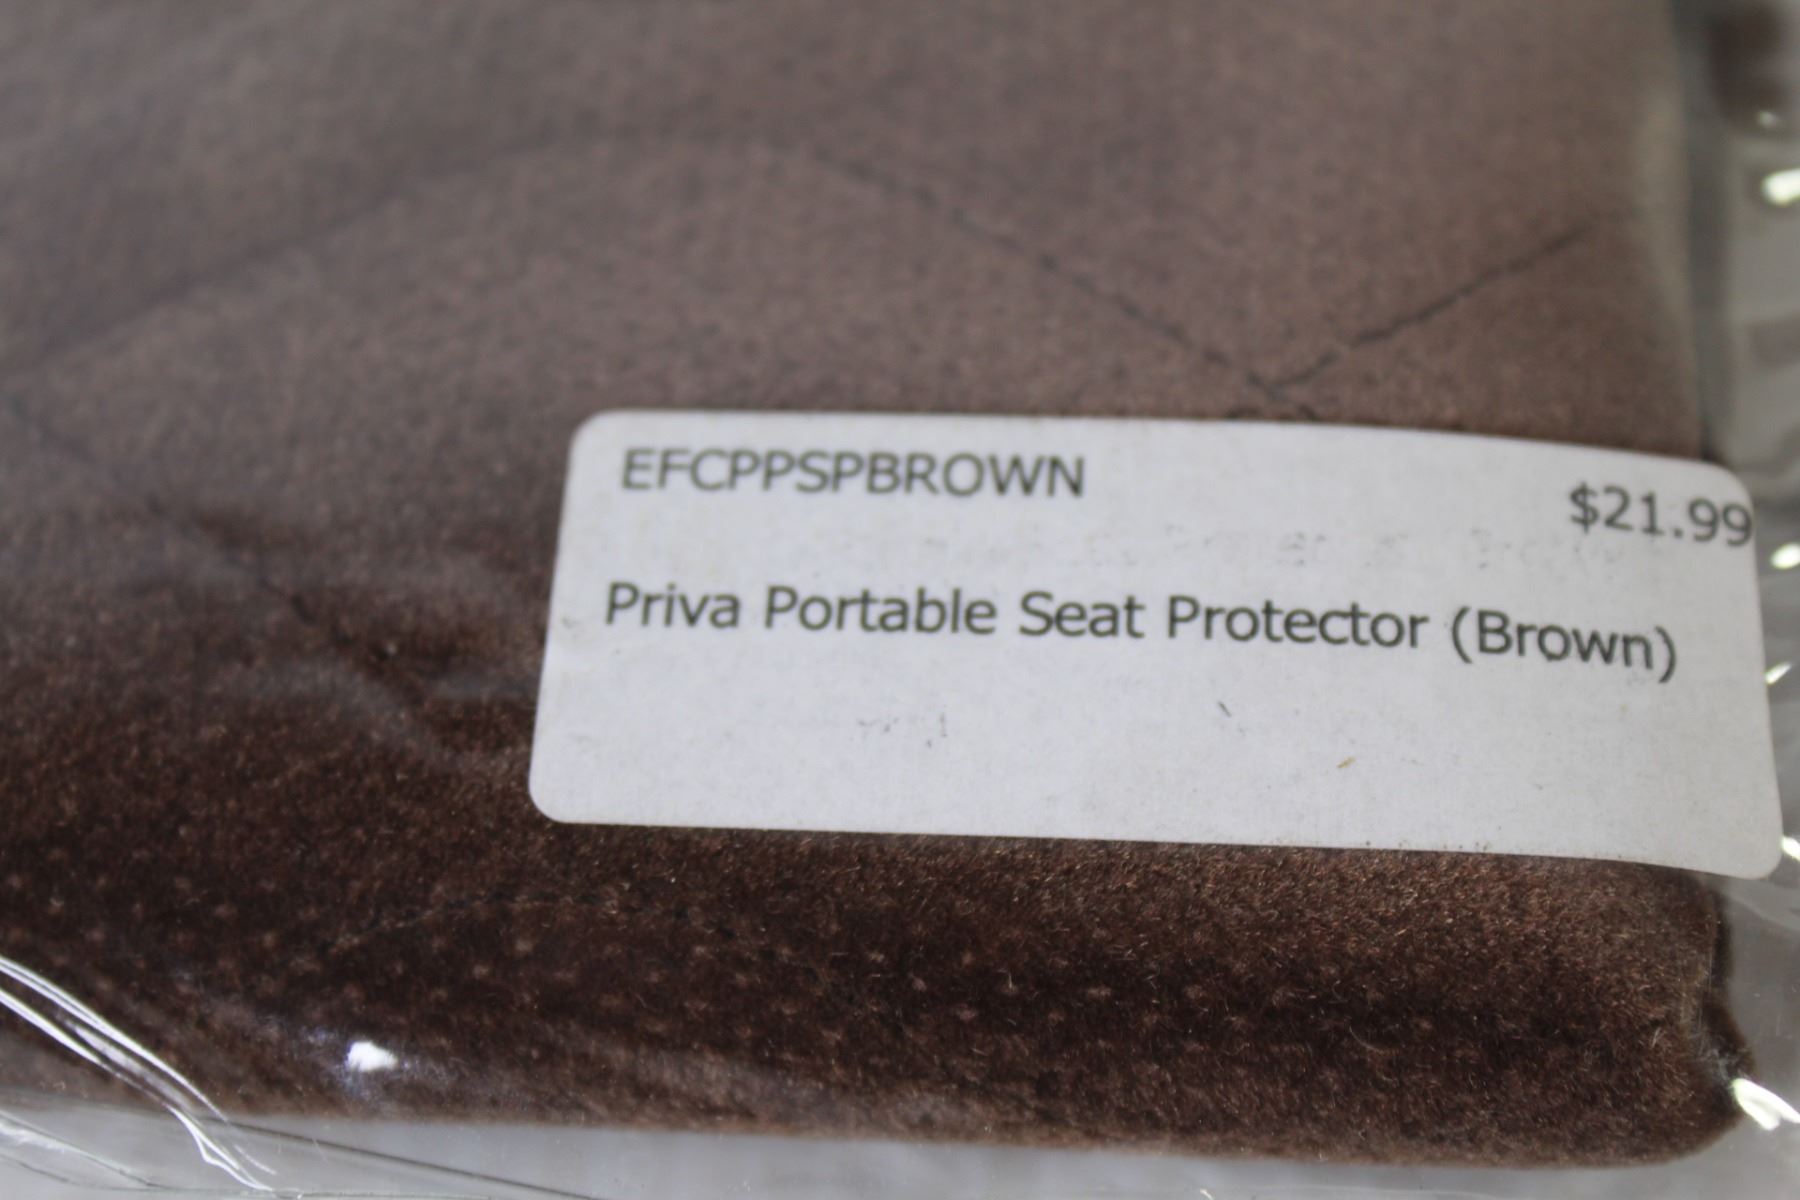 EFCPPSPBROWN $21.99
Priva Portable Seat Protector (Brown)